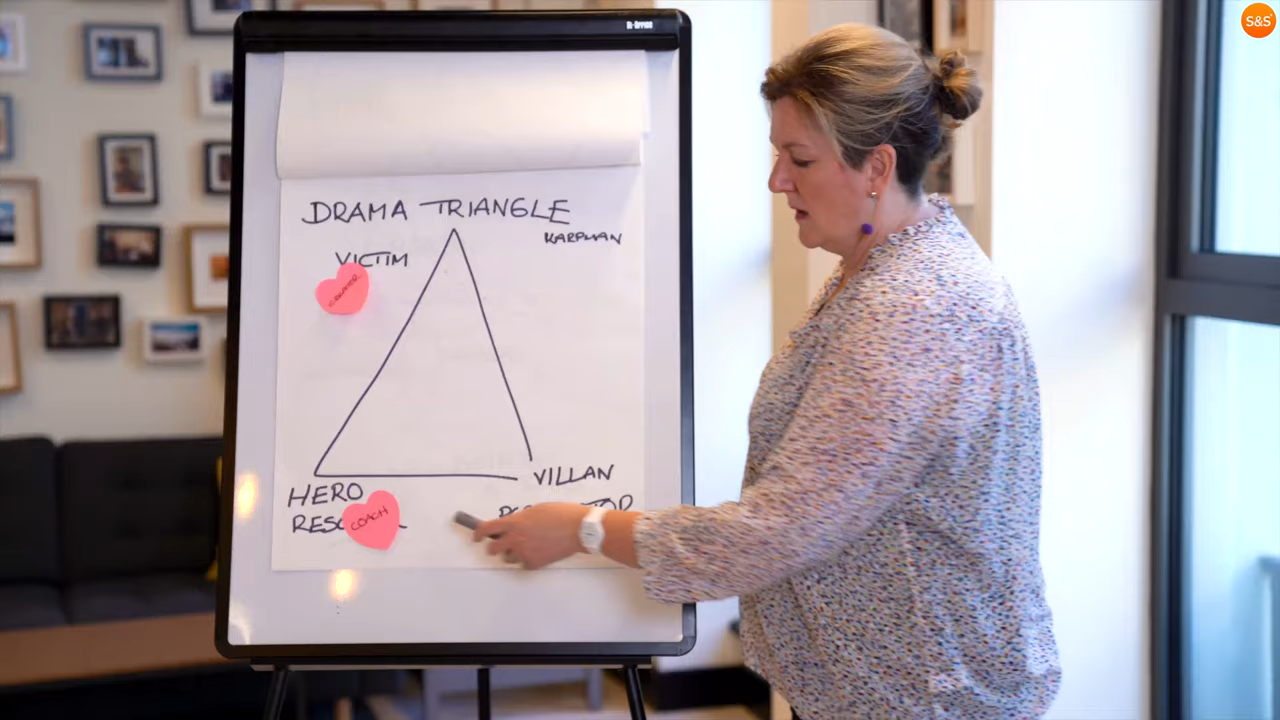 S&S
DRAMA TRIANGLE
KARPMAN
VICTIM
VILLAN
HERO
COACH